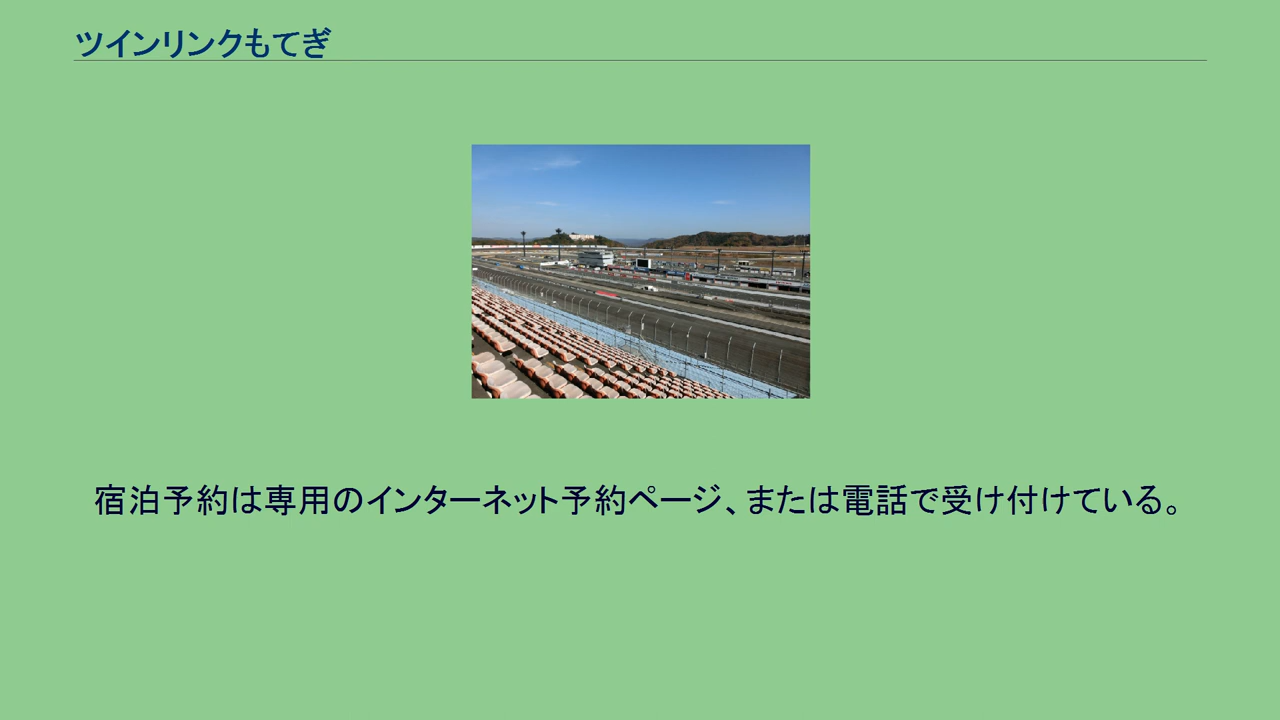 ツインリンクもてぎ
宿泊予約は専用のインターネット予約ページ、または電話で受け付けている。